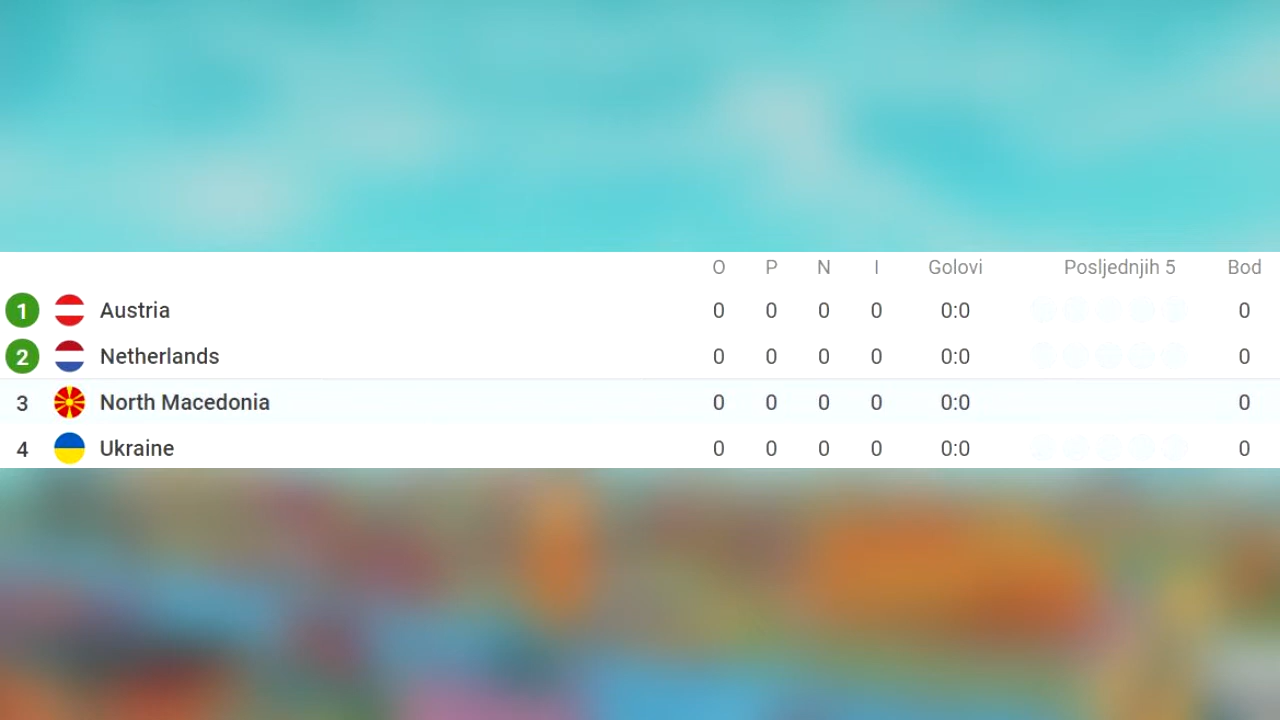 O P N I Golovi Posljednjih 5 Bod
1 Austria 0 0 0 0 0:0 0
2 Netherlands 0 0 0 0 0:0 0
3 North Macedonia 0 0 0 0 0:0 0
4 Ukraine 0 0 0 0 0:0 0